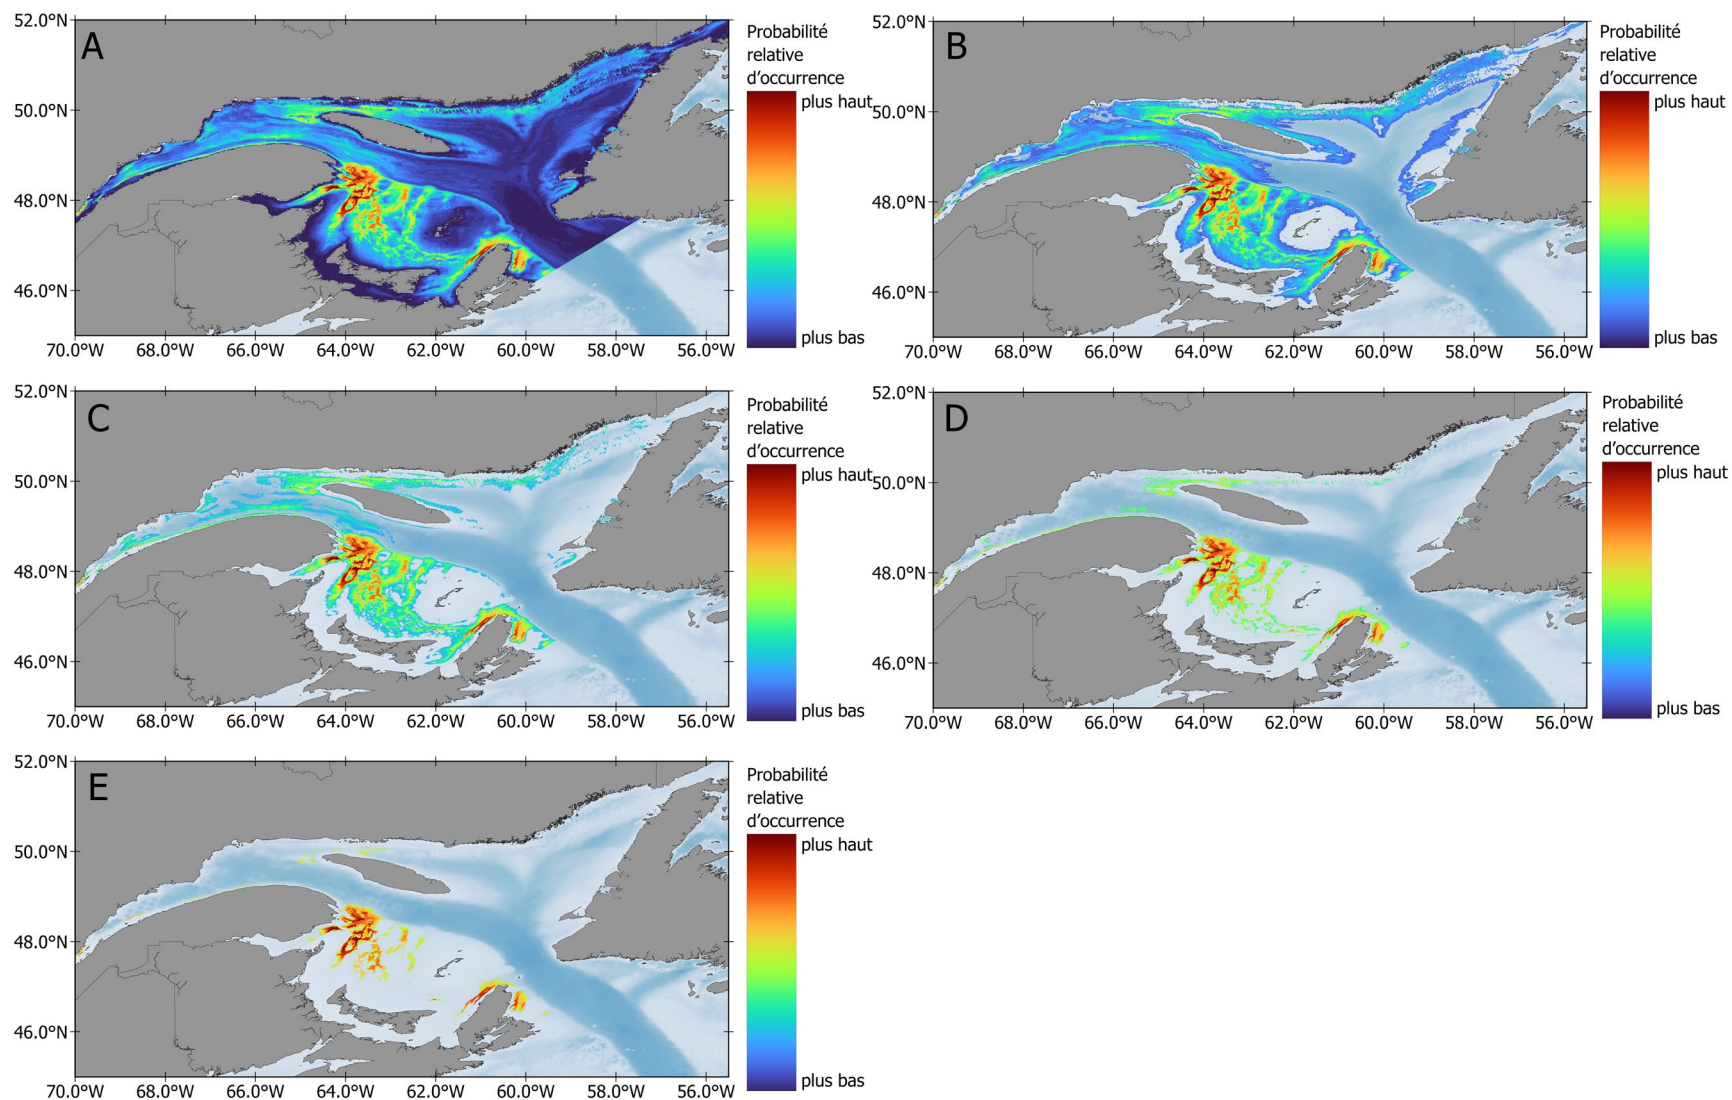 A
52.0°N
50.0°N
48.0°N
46.0°N
70.0°W 68.0°W 66.0°W 64.0°W 62.0°W 60.0°W 58.0°W 56.0°W
Probabilité
relative
d'occurrence
plus haut
plus bas
B
52.0°N
50.0°N
48.0°N
46.0°N
70.0°W 68.0°W 66.0°W 64.0°W 62.0°W 60.0°W 58.0°W 56.0°W
Probabilité
relative
d'occurrence
plus haut
plus bas
C
52.0°N
50.0°N
48.0°N
46.0°N
70.0°W 68.0°W 66.0°W 64.0°W 62.0°W 60.0°W 58.0°W 56.0°W
Probabilité
relative
d'occurrence
plus haut
plus bas
D
52.0°N
50.0°N
48.0°N
46.0°N
70.0°W 68.0°W 66.0°W 64.0°W 62.0°W 60.0°W 58.0°W 56.0°W
Probabilité
relative
d'occurrence
plus haut
plus bas
E
52.0°N
50.0°N
48.0°N
46.0°N
70.0°W 68.0°W 66.0°W 64.0°W 62.0°W 60.0°W 58.0°W 56.0°W
Probabilité
relative
d'occurrence
plus haut
plus bas